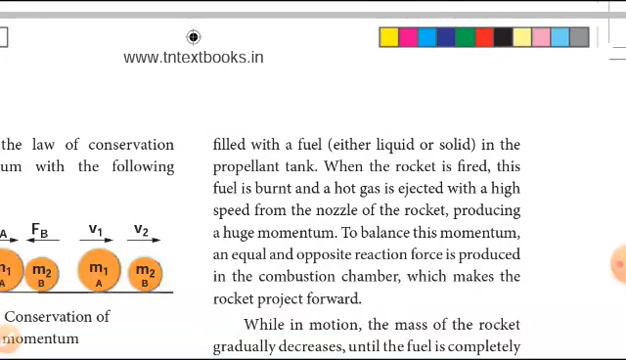 www.tntextbooks.in
the law of conservation
um with the following
A FB v1 v2
m1 m2 m1 m2
A B A B
Conservation of
momentum
filled with a fuel (either liquid or solid) in the
propellant tank. When the rocket is fired, this
fuel is burnt and a hot gas is ejected with a high
speed from the nozzle of the rocket, producing
a huge momentum. To balance this momentum,
an equal and opposite reaction force is produced
in the combustion chamber, which makes the
rocket project forward.
While in motion, the mass of the rocket
gradually decreases, until the fuel is completely